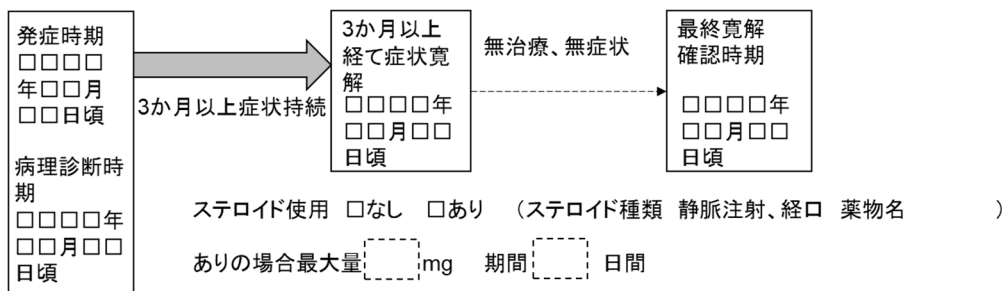 発症時期
□□□□
年□□月
□□日頃
病理診断時
期
□□□□年
□□月□□
日頃
3か月以上症状持続
3か月以上
経て症状寛
解
□□□□年
□□月□□
日頃
無治療、無症状
最終寛解
確認時期
□□□□年
□□月□□
日頃
ステロイド使用 □なし □あり （ステロイド種類 静脈注射、経口 薬物名 ）
ありの場合最大量 mg 期間 日間